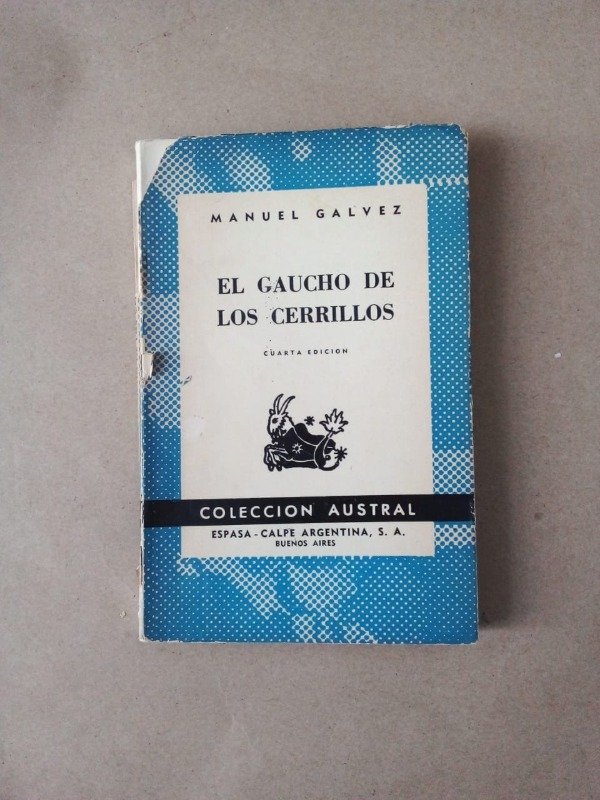 MANUEL GALVEZ
EL GAUCHO DE
LOS CERRILLOS
CUARTA EDICION
COLECCION AUSTRAL
ESPASA - CALPE ARGENTINA, S. A.
BUENOS AIRES